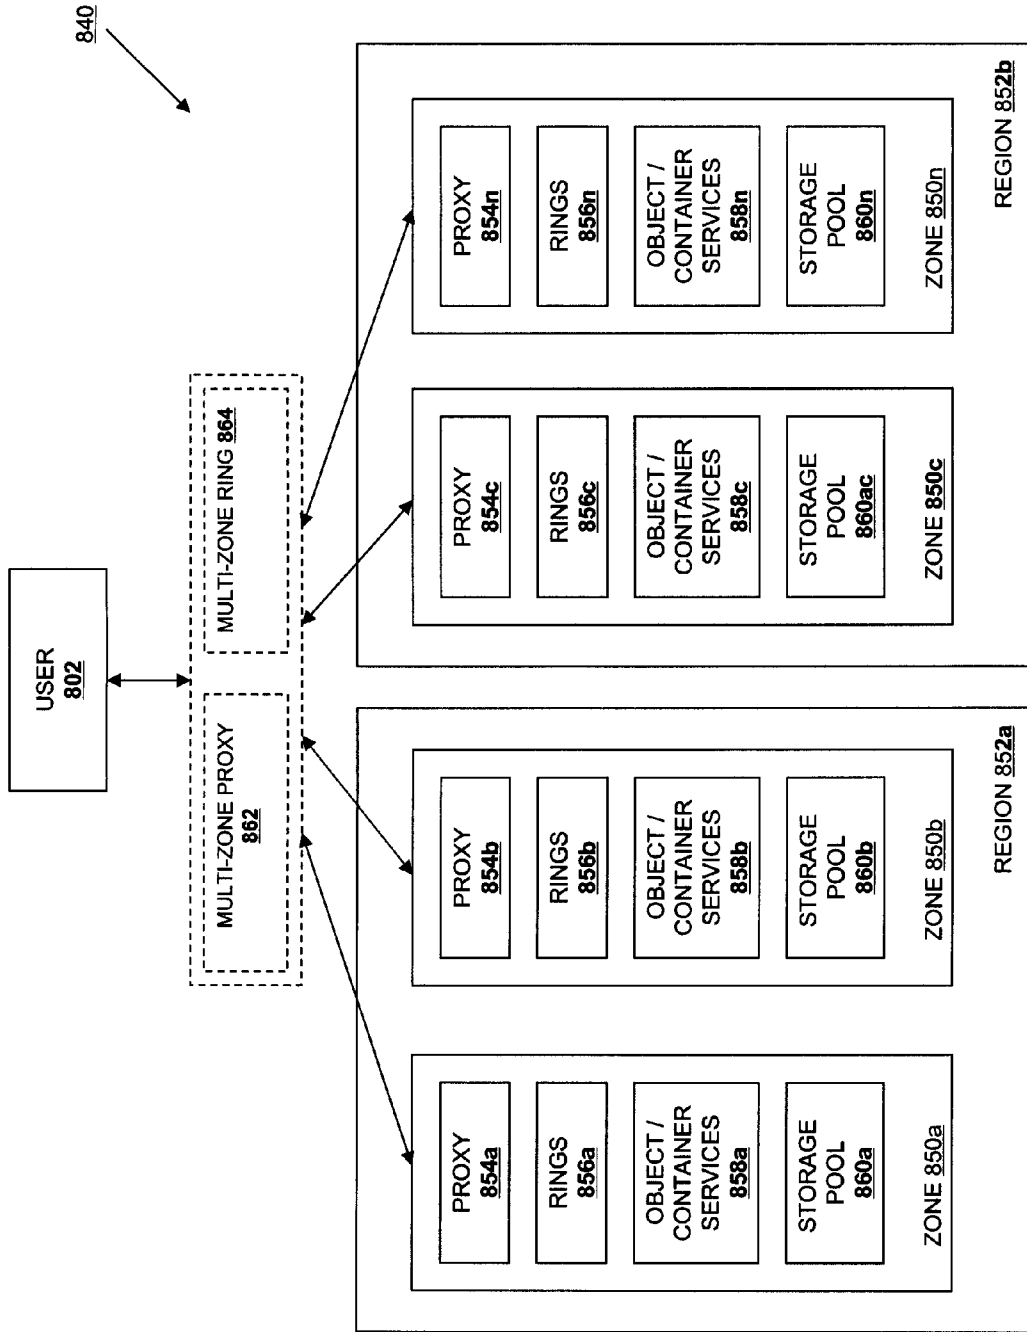 840
USER
802
MULTI-ZONE PROXY
862
MULTI-ZONE RING 864
PROXY
854a
RINGS
856a
OBJECT /
CONTAINER
SERVICES
858a
STORAGE
POOL
860a
ZONE 850a
PROXY
854b
RINGS
856b
OBJECT /
CONTAINER
SERVICES
858b
STORAGE
POOL
860b
ZONE 850b
REGION 852a
PROXY
854c
RINGS
856c
OBJECT /
CONTAINER
SERVICES
858c
STORAGE
POOL
860ac
ZONE 850c
PROXY
854n
RINGS
856n
OBJECT /
CONTAINER
SERVICES
858n
STORAGE
POOL
860n
ZONE 850n
REGION 852b